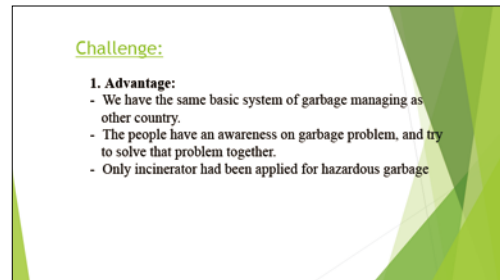 Challenge:
1. Advantage:
- We have the same basic system of garbage managing as
other country.
- The people have an awareness on garbage problem, and try
to solve that problem together.
- Only incinerator had been applied for hazardous garbage